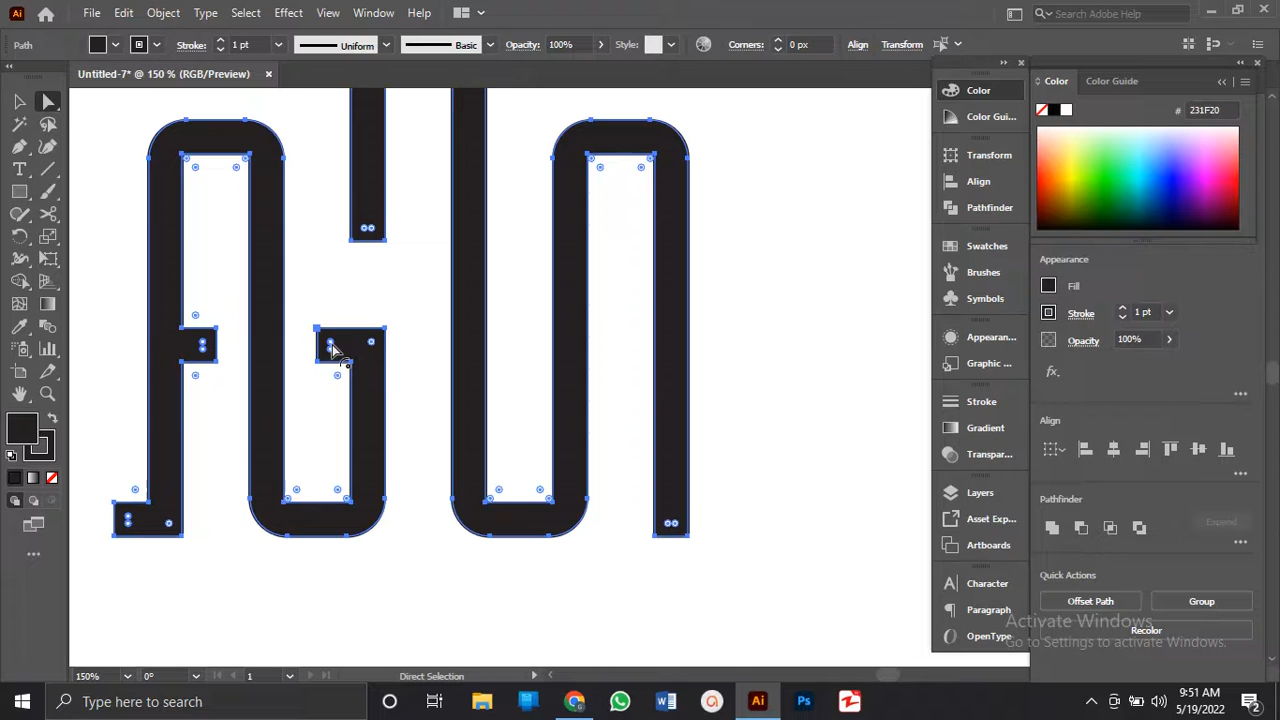 Ai File Edit Object Type Select Effect View Window Help Search Adobe Help
Path Stroke: 1 pt Uniform Basic Opacity: 100% Style: Corners: 0 px Align Transform
Untitled-7* @ 150 % (RGB/Preview)
Color
Color Gui...
Transform
Align
Pathfinder
Swatches
Brushes
Symbols
Appearan...
Graphic ...
Stroke
Gradient
Transpar...
Layers
Asset Exp...
Artboards
Character
Paragraph
OpenType
Color Color Guide
# 231F20
Appearance
Fill
Stroke 1 pt
Opacity 100%
fx.
Align
Pathfinder
Expand
Quick Actions
Offset Path Group
Recolor
Activate Windows
Go to Settings to activate Windows.
150% 0° 1 Direct Selection
Type here to search
W Ai Ps
9:51 AM
5/19/2022
2